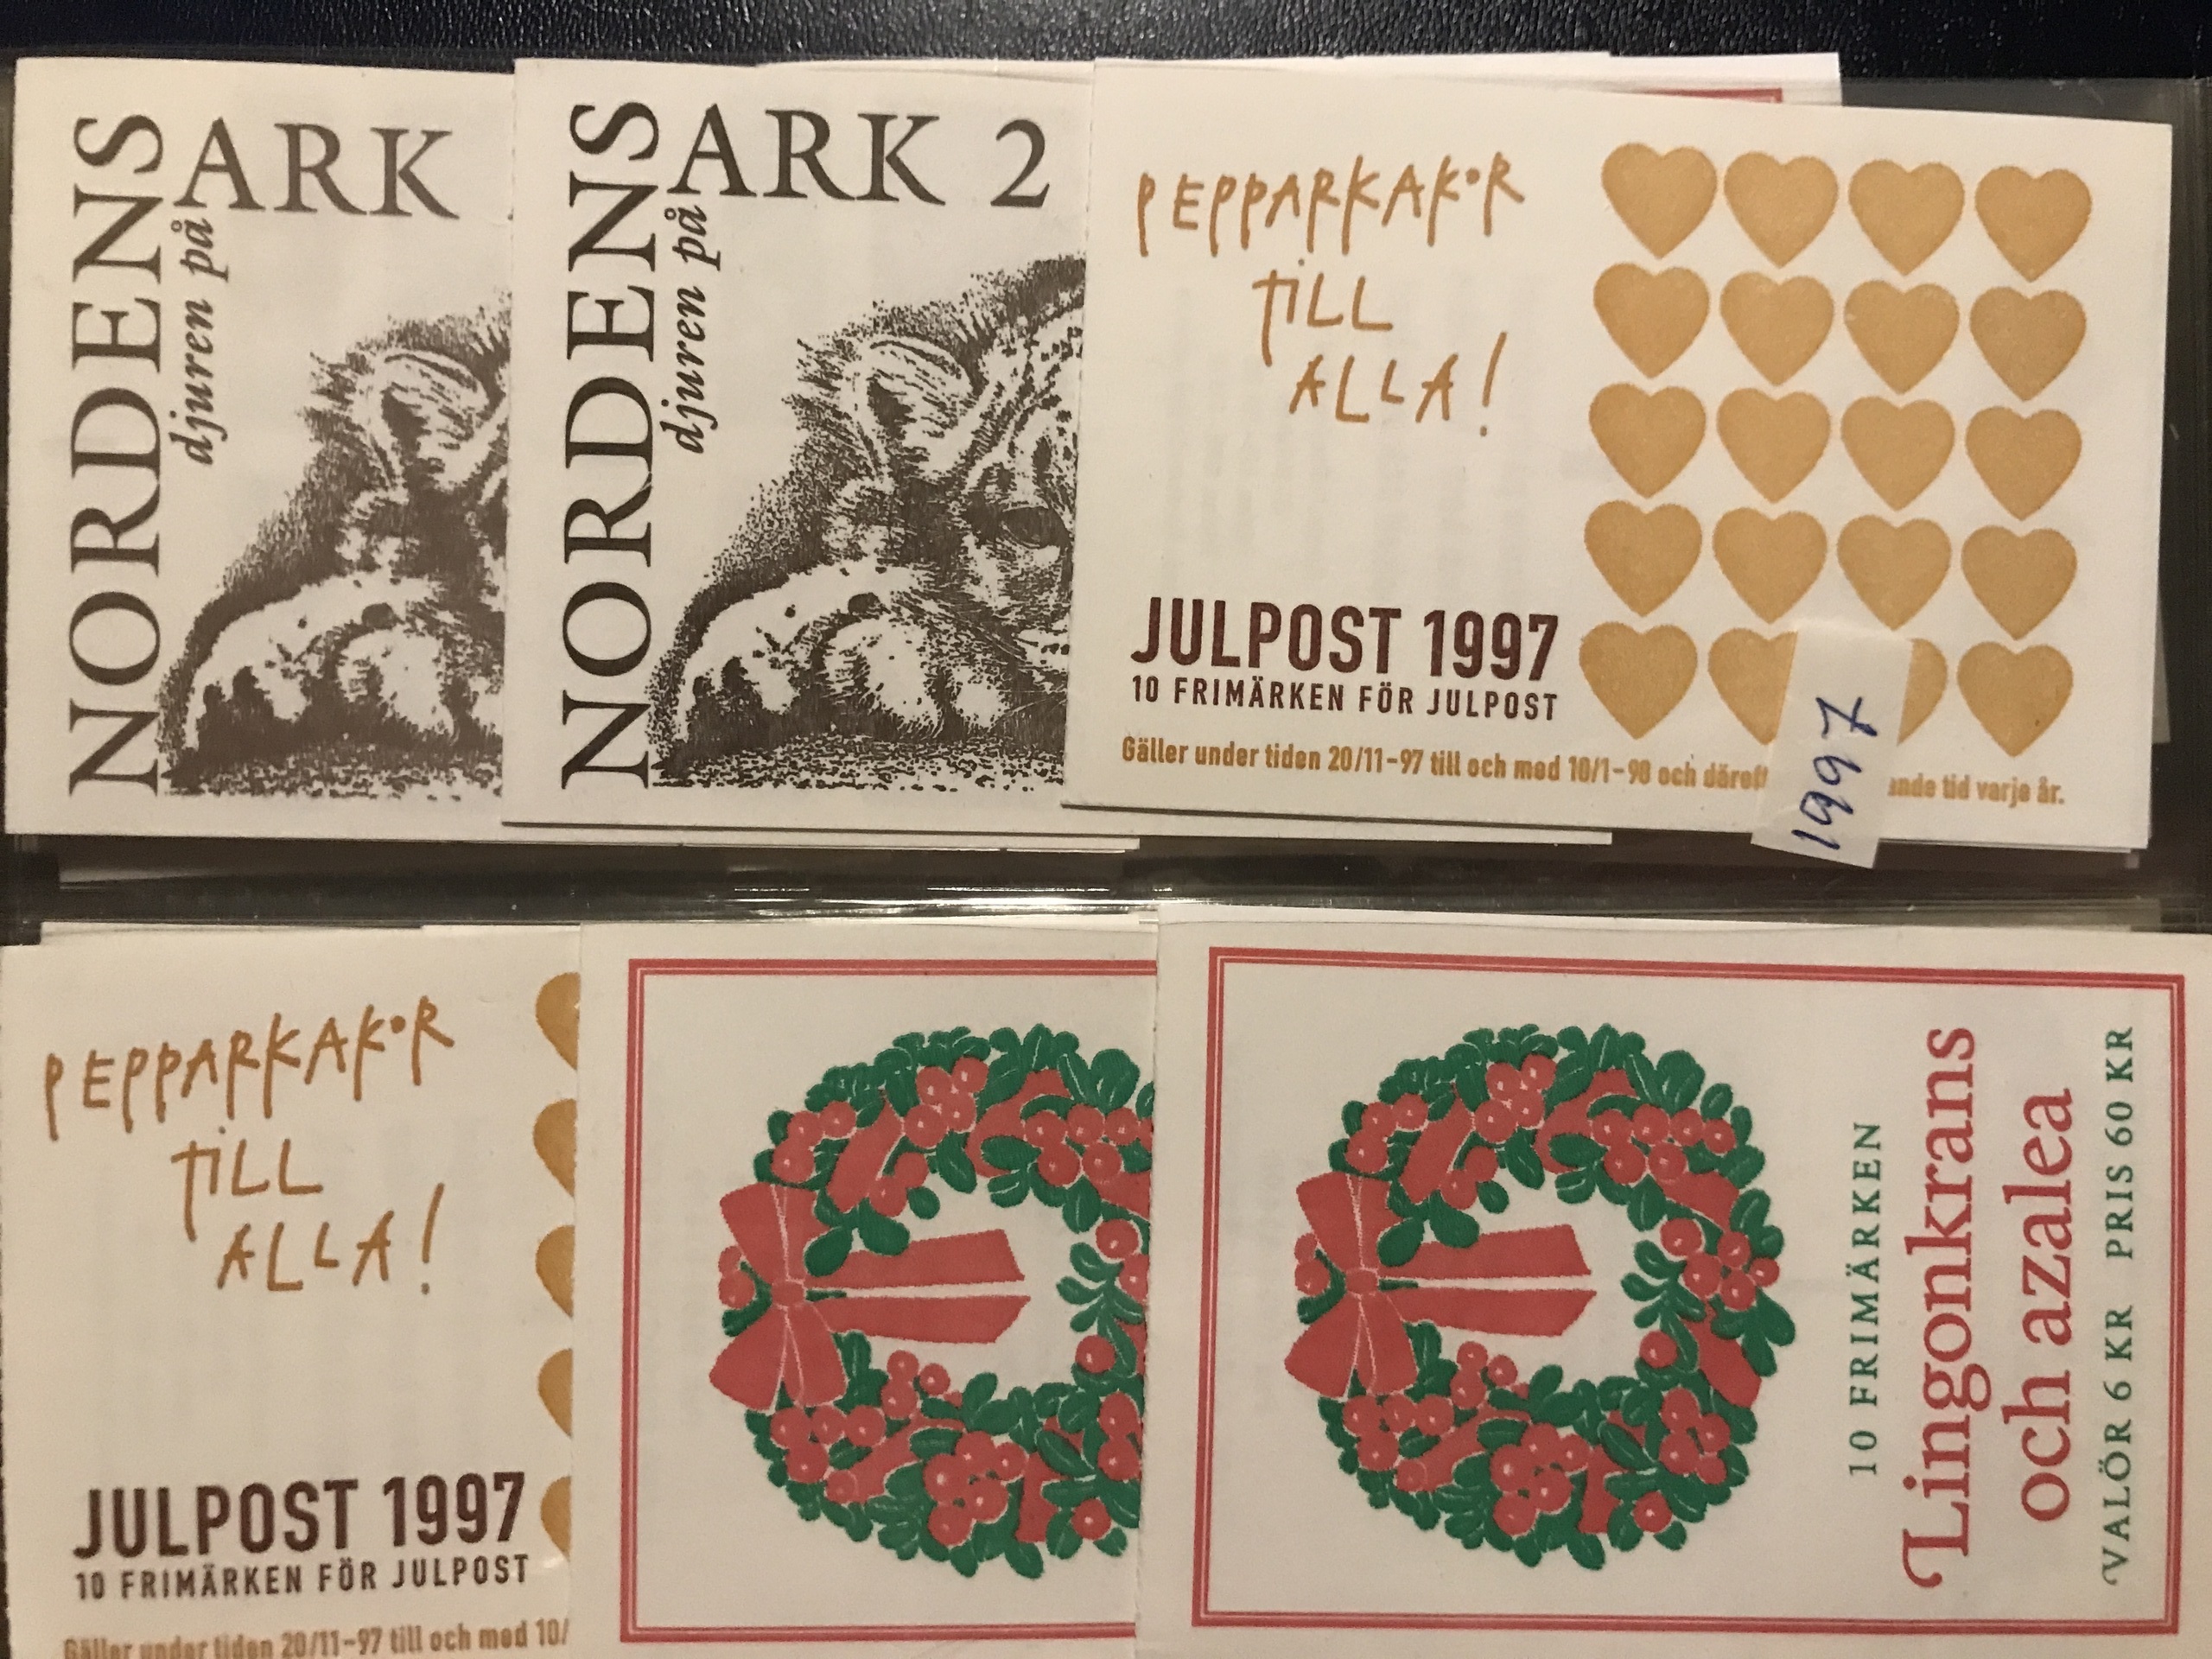 NORDENS
djuren på
ARK
NORDENS
djuren på
ARK 2
PEPPARKAKOR
TILL
ALLA!
JULPOST 1997
10 FRIMÄRKEN FÖR JULPOST
Gäller under tiden 20/11-97 till och med 10/1-98 och däreft ande tid varje år.
1997
PEPPARKAKOR
TILL
ALLA!
JULPOST 1997
10 FRIMÄRKEN FÖR JULPOST
Gäller under tiden 20/11-97 till och med 10/
10 FRIMÄRKEN
Lingonkrans
och azalea
VALÖR 6 KR PRIS 60 KR